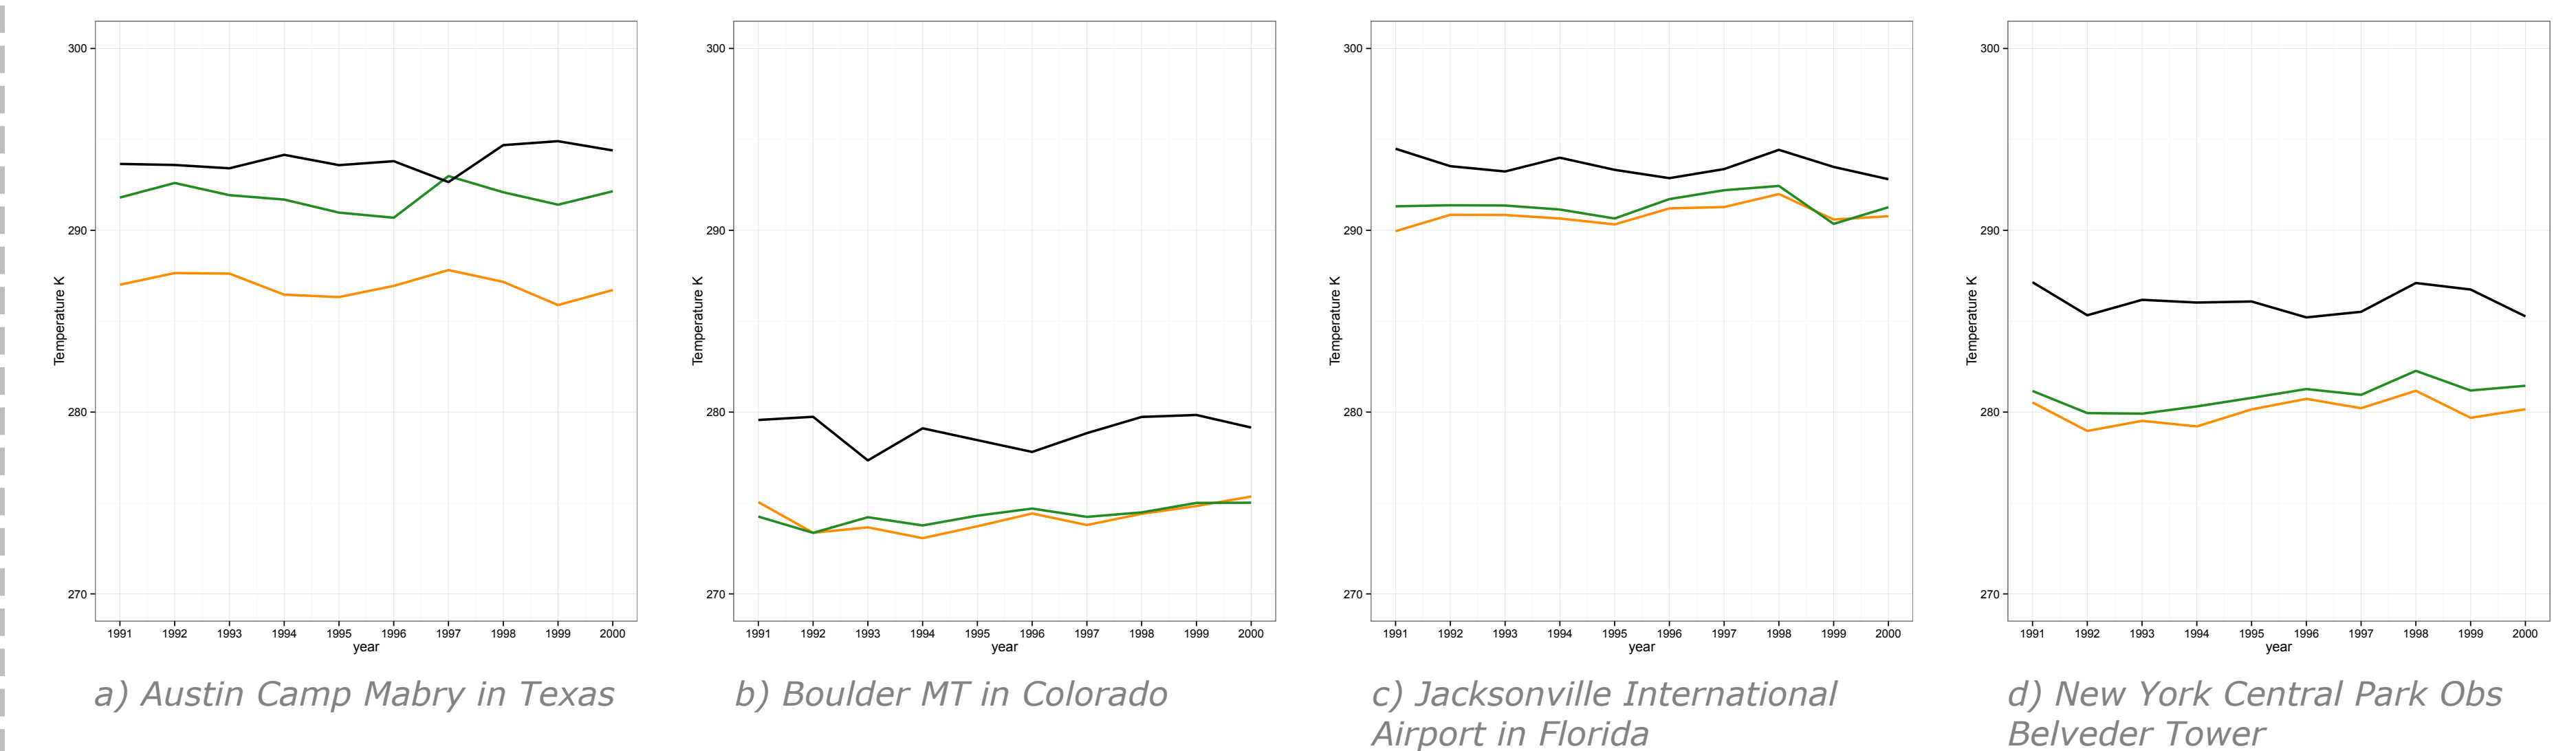 300
290
280
270
Temperature K
1991 1992 1993 1994 1995 1996 1997 1998 1999 2000
year
a) Austin Camp Mabry in Texas
300
290
280
270
Temperature K
1991 1992 1993 1994 1995 1996 1997 1998 1999 2000
year
b) Boulder MT in Colorado
300
290
280
270
Temperature K
1991 1992 1993 1994 1995 1996 1997 1998 1999 2000
year
c) Jacksonville International
Airport in Florida
300
290
280
270
Temperature K
1991 1992 1993 1994 1995 1996 1997 1998 1999 2000
year
d) New York Central Park Obs
Belveder Tower